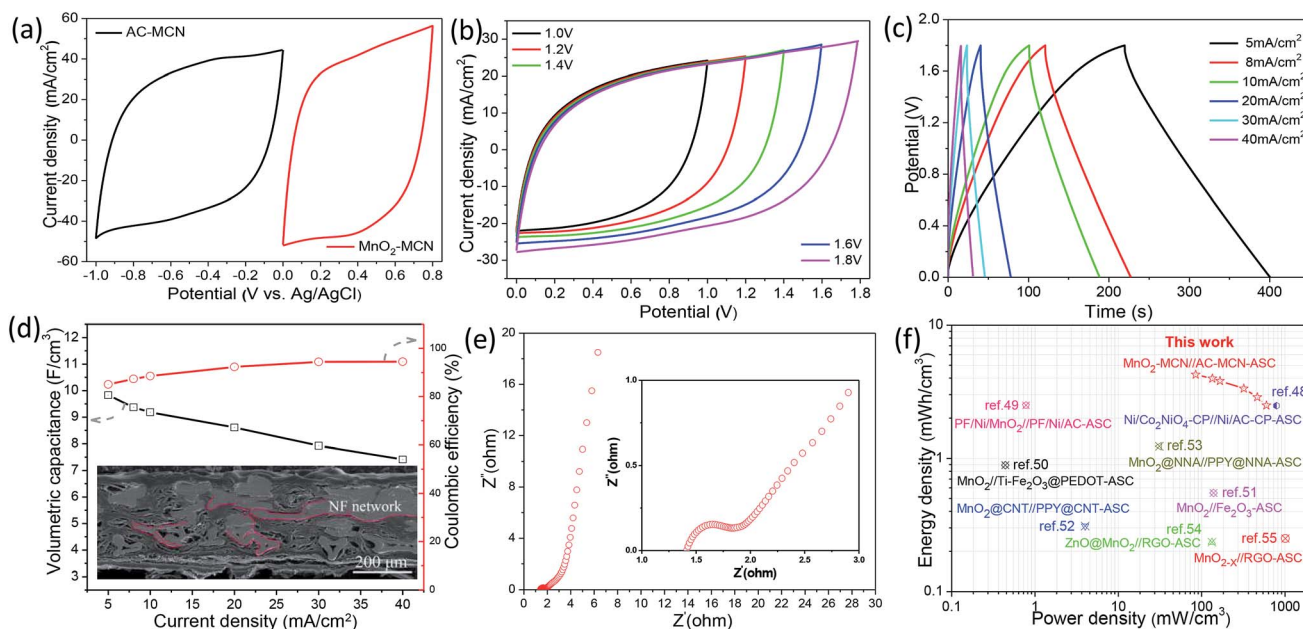 (a)
AC-MCN
MnO₂-MCN
60
40
20
0
-20
-40
60
-1.0
-0.8
-0.6
-0.4
-0.2
0.0
0.2
0.4
0.6
0.8
Current density (mA/cm²)
Potential (V vs. Ag/AgCl)
(b)
1.0V
1.2V
1.4V
1.6V
1.8V
30
20
10
0
-10
-20
-30
0.0
0.2
0.4
0.6
0.8
1.0
1.2
1.4
1.6
1.8
Current density (mA/cm²)
Potential (V)
(c)
5mA/cm²
8mA/cm²
10mA/cm²
20mA/cm²
30mA/cm²
40mA/cm²
2.4
1.8
1.2
0.6
0.0
0
100
200
300
400
Potential (V)
Time (s)
(d)
12
11
10
9
8
7
6
5
4
3
100
80
60
40
20
0
5
10
15
20
25
30
35
40
Volumetric capacitance (F/cm³)
Coulombic efficiency (%)
NF network
200 μm
Current density (mA/cm²)
(e)
20
18
16
14
12
10
8
6
4
2
0
0
2
4
6
8
10
12
14
16
18
20
22
24
26
28
30
Z''(ohm)
Z'(ohm)
1.0
0.5
0.0
1.0
1.5
2.0
2.5
3.0
Z''(ohm)
Z'(ohm)
(f)
10
1
0.1
0.1
1
10
100
1000
Energy density (mWh/cm³)
Power density (mW/cm³)
This work
MnO₂-MCN//AC-MCN-ASC
ref.48
Ni/Co₂NiO₄-CP//Ni/AC-CP-ASC
ref.49
PF/Ni/MnO₂//PF/Ni/AC-ASC
ref.53
MnO₂@NNA//PPY@NNA-ASC
ref.50
MnO₂//Ti-Fe₂O₃@PEDOT-ASC
ref.51
MnO₂//Fe₂O₃-ASC
MnO₂@CNT//PPY@CNT-ASC
ref.52
ref.54
ZnO@MnO₂//RGO-ASC
ref.55
MnO₂₋ₓ//RGO-ASC